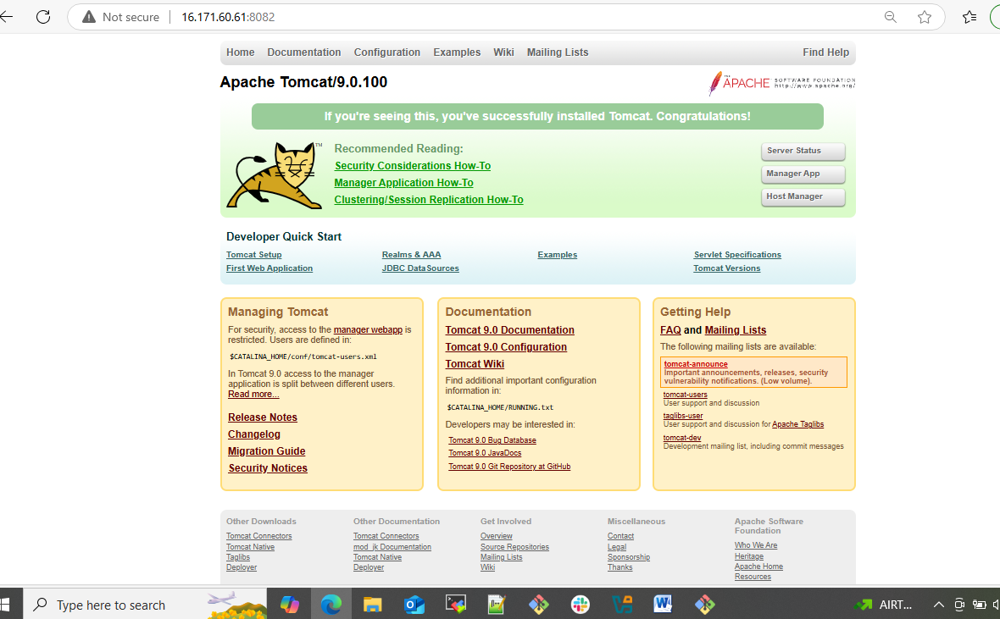 Not secure 16.171.60.61:8082
Home Documentation Configuration Examples Wiki Mailing Lists Find Help
Apache Tomcat/9.0.100
THE APACHE SOFTWARE FOUNDATION
http://www.apache.org/
If you're seeing this, you've successfully installed Tomcat. Congratulations!
TM
Recommended Reading:
Security Considerations How-To
Manager Application How-To
Clustering/Session Replication How-To
Server Status
Manager App
Host Manager
Developer Quick Start
Tomcat Setup
First Web Application
Realms & AAA
JDBC DataSources
Examples
Servlet Specifications
Tomcat Versions
Managing Tomcat
For security, access to the manager webapp is
restricted. Users are defined in:
$CATALINA_HOME/conf/tomcat-users.xml
In Tomcat 9.0 access to the manager
application is split between different users.
Read more...
Release Notes
Changelog
Migration Guide
Security Notices
Documentation
Tomcat 9.0 Documentation
Tomcat 9.0 Configuration
Tomcat Wiki
Find additional important configuration
information in:
$CATALINA_HOME/RUNNING.txt
Developers may be interested in:
Tomcat 9.0 Bug Database
Tomcat 9.0 JavaDocs
Tomcat 9.0 Git Repository at GitHub
Getting Help
FAQ and Mailing Lists
The following mailing lists are available:
tomcat-announce
Important announcements, releases, security
vulnerability notifications. (Low volume).
tomcat-users
User support and discussion
taglibs-user
User support and discussion for Apache Taglibs
tomcat-dev
Development mailing list, including commit messages
Other Downloads
Tomcat Connectors
Tomcat Native
Taglibs
Deployer
Other Documentation
Tomcat Connectors
mod_jk Documentation
Tomcat Native
Deployer
Get Involved
Overview
Source Repositories
Mailing Lists
Wiki
Miscellaneous
Contact
Legal
Sponsorship
Thanks
Apache Software
Foundation
Who We Are
Heritage
Apache Home
Resources
Type here to search
AIRT...